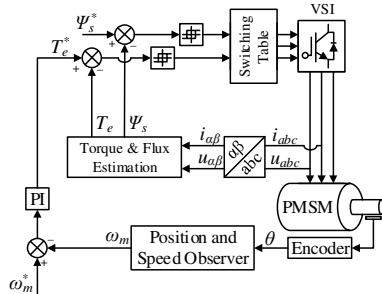 Ψs*
VSI
Te*
+
−
+
−
Switching
Table
Te
Ψs
Torque & Flux
Estimation
iαβ
uαβ
αβ
abc
iabc
uabc
PI
PMSM
+
−
ωm
Position and
Speed Observer
θ
Encoder
ωm*